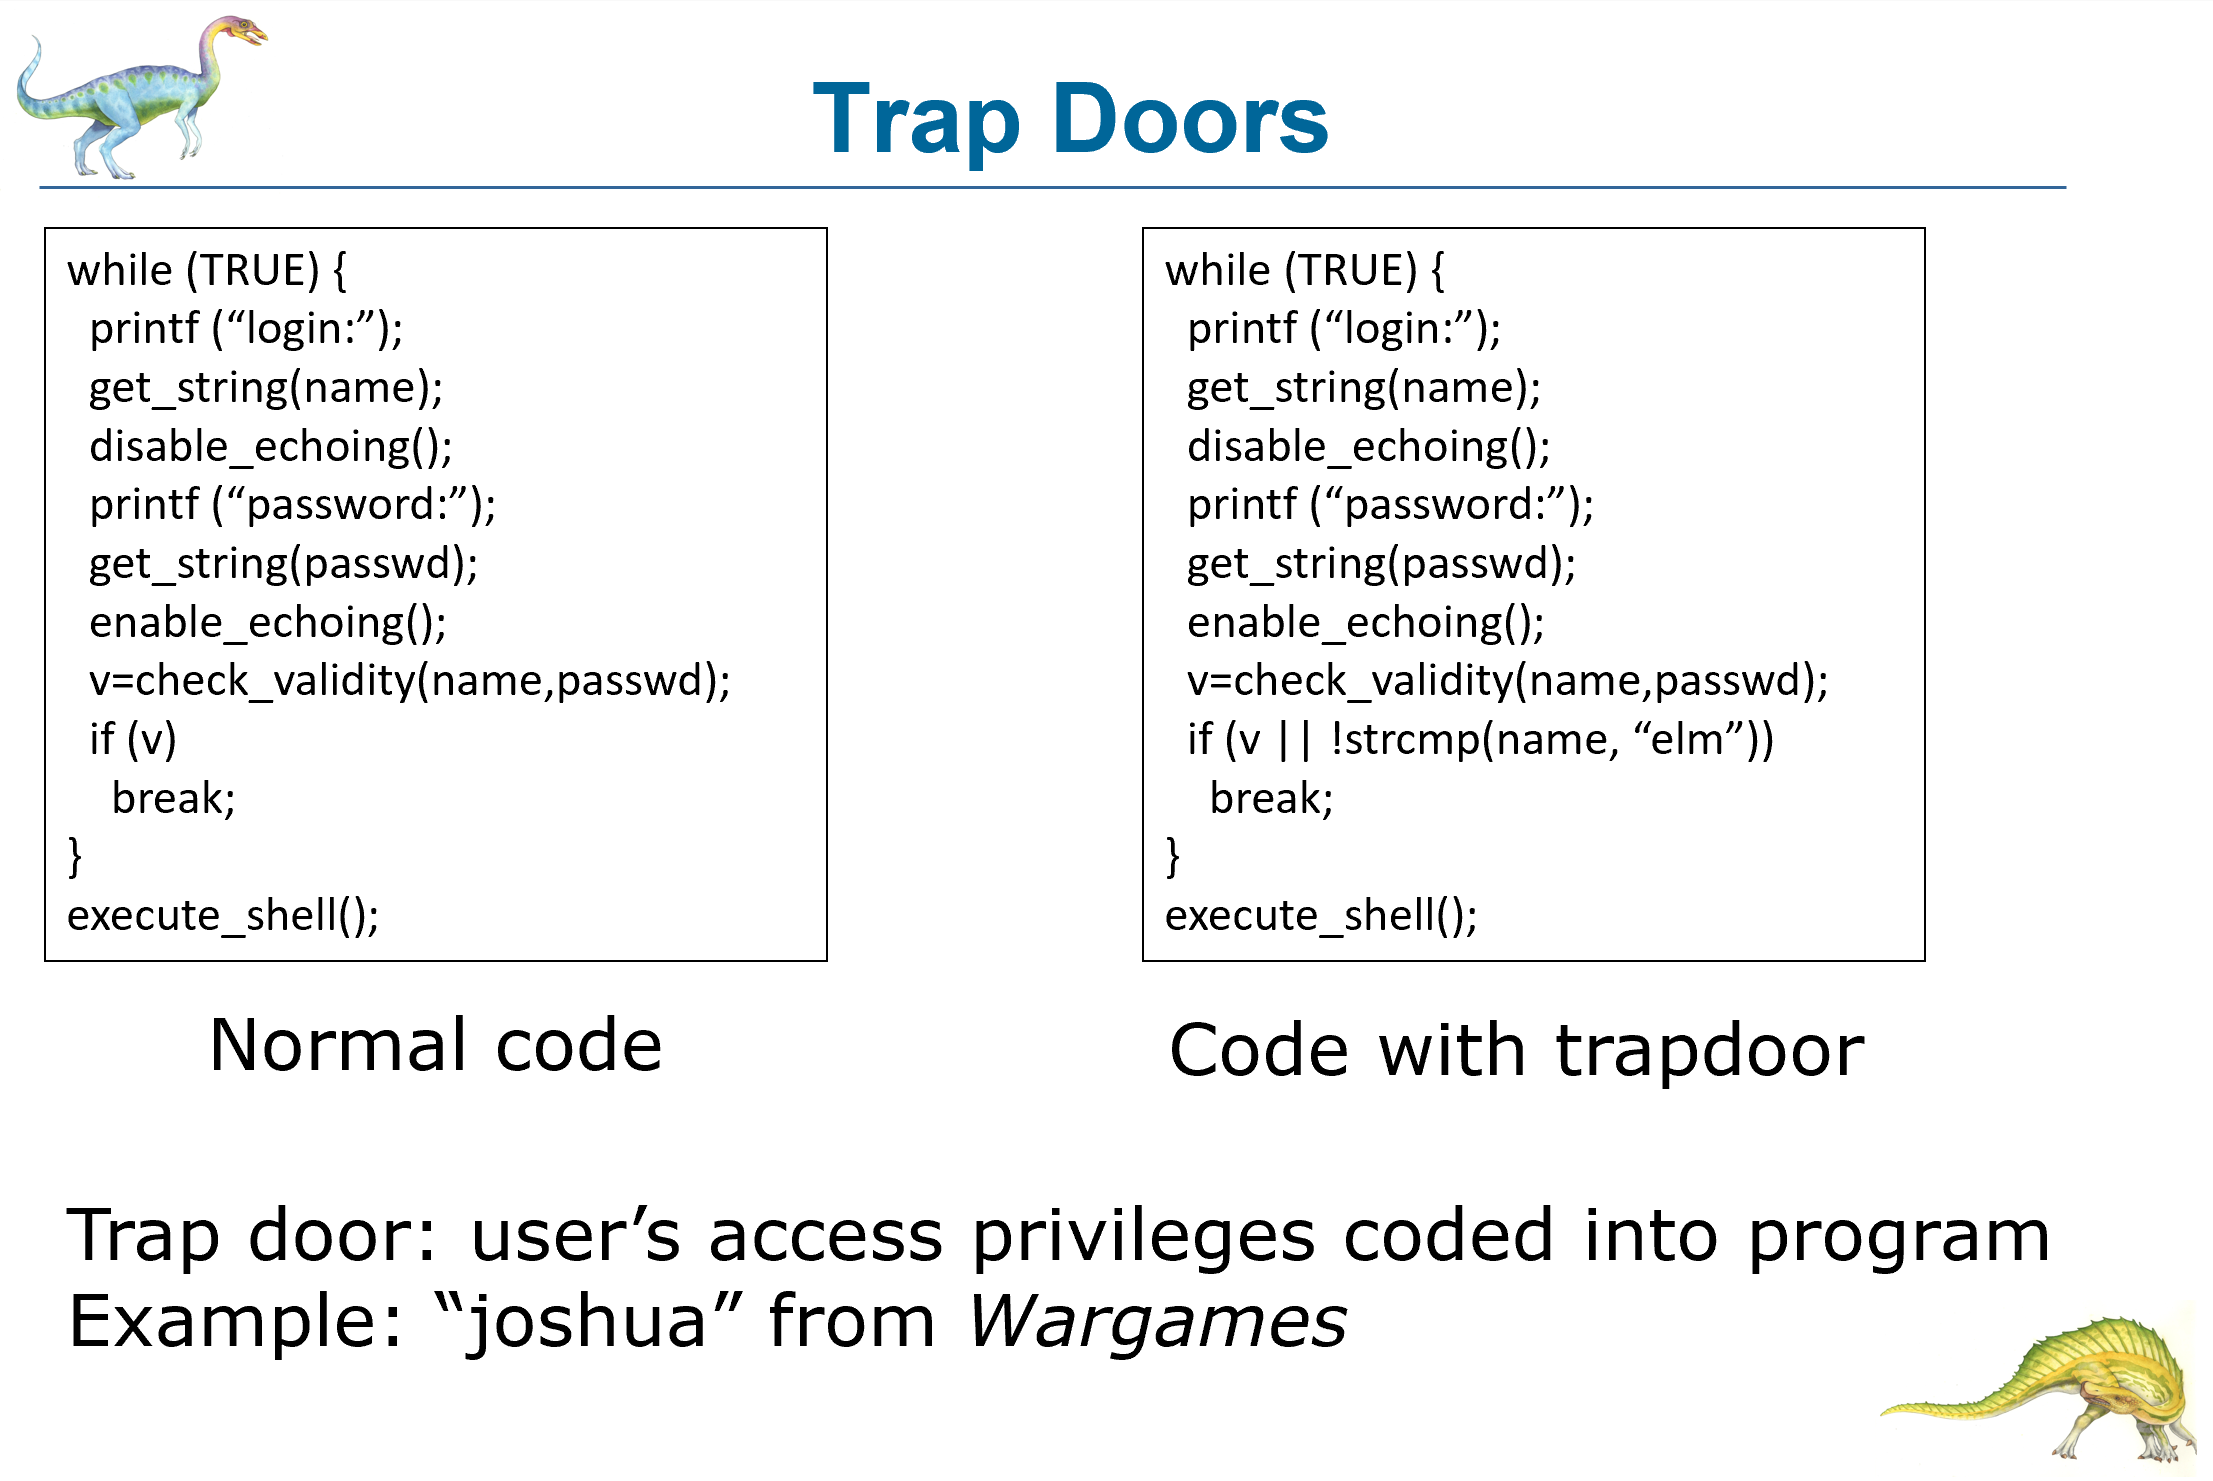 Trap Doors
while (TRUE) {
printf (“login:”);
get_string(name);
disable_echoing();
printf (“password:”);
get_string(passwd);
enable_echoing();
v=check_validity(name,passwd);
if (v)
break;
}
execute_shell();
Normal code
while (TRUE) {
printf (“login:”);
get_string(name);
disable_echoing();
printf (“password:”);
get_string(passwd);
enable_echoing();
v=check_validity(name,passwd);
if (v || !strcmp(name, “elm”))
break;
}
execute_shell();
Code with trapdoor
Trap door: user’s access privileges coded into program
Example: “joshua” from Wargames